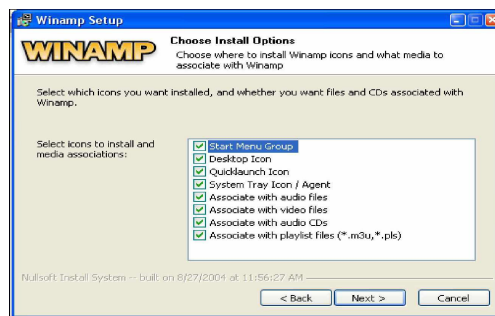 Winamp Setup
WINAMP
Choose Install Options
Choose where to install Winamp icons and what media to
associate with Winamp
Select which icons you want installed, and whether you want files and CDs associated with
Winamp.
Select icons to install and
media associations:
Start Menu Group
Desktop Icon
Quicklaunch Icon
System Tray Icon / Agent
Associate with audio files
Associate with video files
Associate with audio CDs
Associate with playlist files (*.m3u,*.pls)
Nullsoft Install System -- built on 8/27/2004 at 11:56:27 AM
< Back
Next >
Cancel